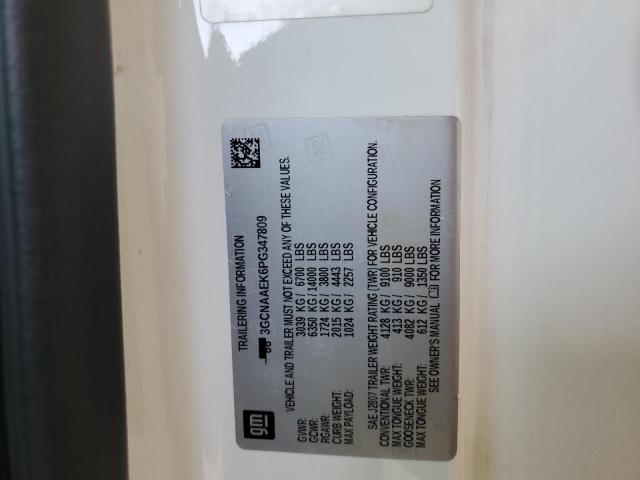 TRAILERING INFORMATION
3GCNAAEK6PG347809
VEHICLE AND TRAILER MUST NOT EXCEED ANY OF THESE VALUES.
GVWR: 3039 KG/ 6700 LBS
GCWR: 6350 KG/14000 LBS
RGAWR: 1724 KG/ 3800 LBS
CURB WEIGHT: 2015 KG/ 4443 LBS
MAX PAYLOAD: 1024 KG/ 2257 LBS
SAE J2807 TRAILER WEIGHT RATING (TWR) FOR VEHICLE CONFIGURATION.
CONVENTIONAL TWR: 4128 KG/ 9100 LBS
MAX TONGUE WEIGHT: 413 KG/ 910 LBS
GOOSENECK TWR: 4082 KG/ 9000 LBS
MAX TONGUE WEIGHT: 612 KG/ 1350 LBS
SEE OWNER'S MANUAL FOR MORE INFORMATION
gm